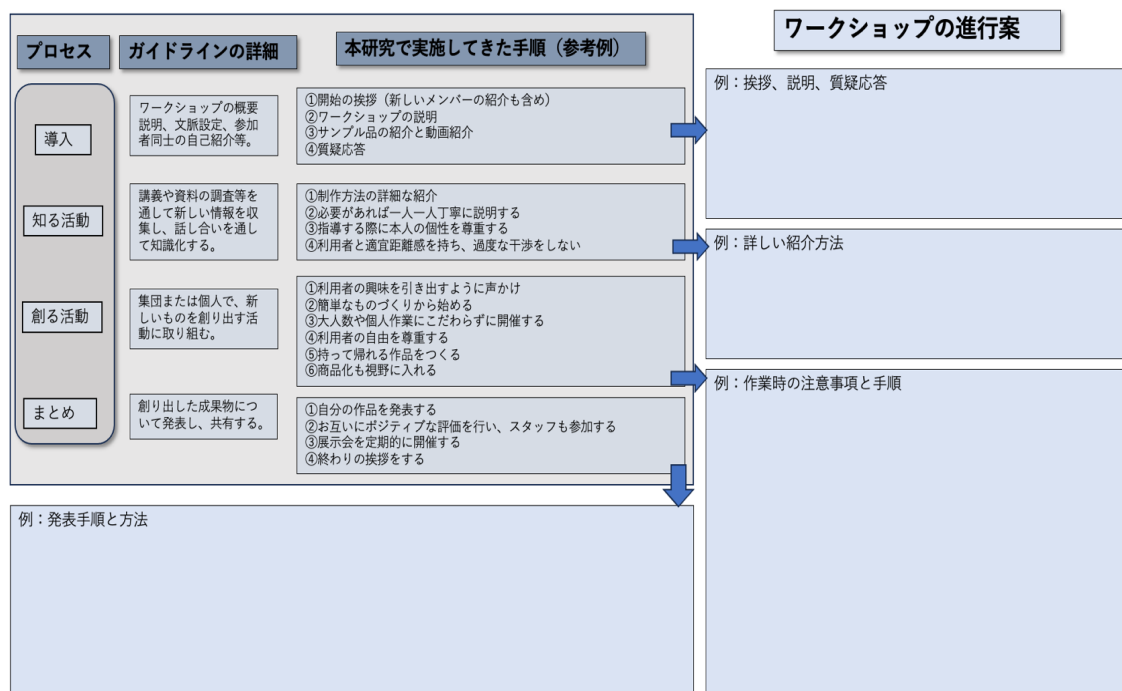 プロセス
ガイドラインの詳細
本研究で実施してきた手順（参考例）
ワークショップの進行案
導入
ワークショップの概要
説明、文脈設定、参加
者同士の自己紹介等。
①開始の挨拶（新しいメンバーの紹介も含め）
②ワークショップの説明
③サンプル品の紹介と動画紹介
④質疑応答
例：挨拶、説明、質疑応答
知る活動
講義や資料の調査等を
通して新しい情報を収
集し、話し合いを通し
て知識化する。
①制作方法の詳細な紹介
②必要があれば一人一人丁寧に説明する
③指導する際に本人の個性を尊重する
④利用者と適宜距離感を持ち、過度な干渉をしない
例：詳しい紹介方法
創る活動
集団または個人で、新
しいものを創り出す活
動に取り組む。
①利用者の興味を引き出すように声かけ
②簡単なものづくりから始める
③大人数や個人作業にこだわらずに開催する
④利用者の自由を尊重する
⑤持って帰れる作品をつくる
⑥商品化も視野に入れる
例：作業時の注意事項と手順
まとめ
創り出した成果物につ
いて発表し、共有する。
①自分の作品を発表する
②お互いにポジティブな評価を行い、スタッフも参加する
③展示会を定期的に開催する
④終わりの挨拶をする
例：発表手順と方法